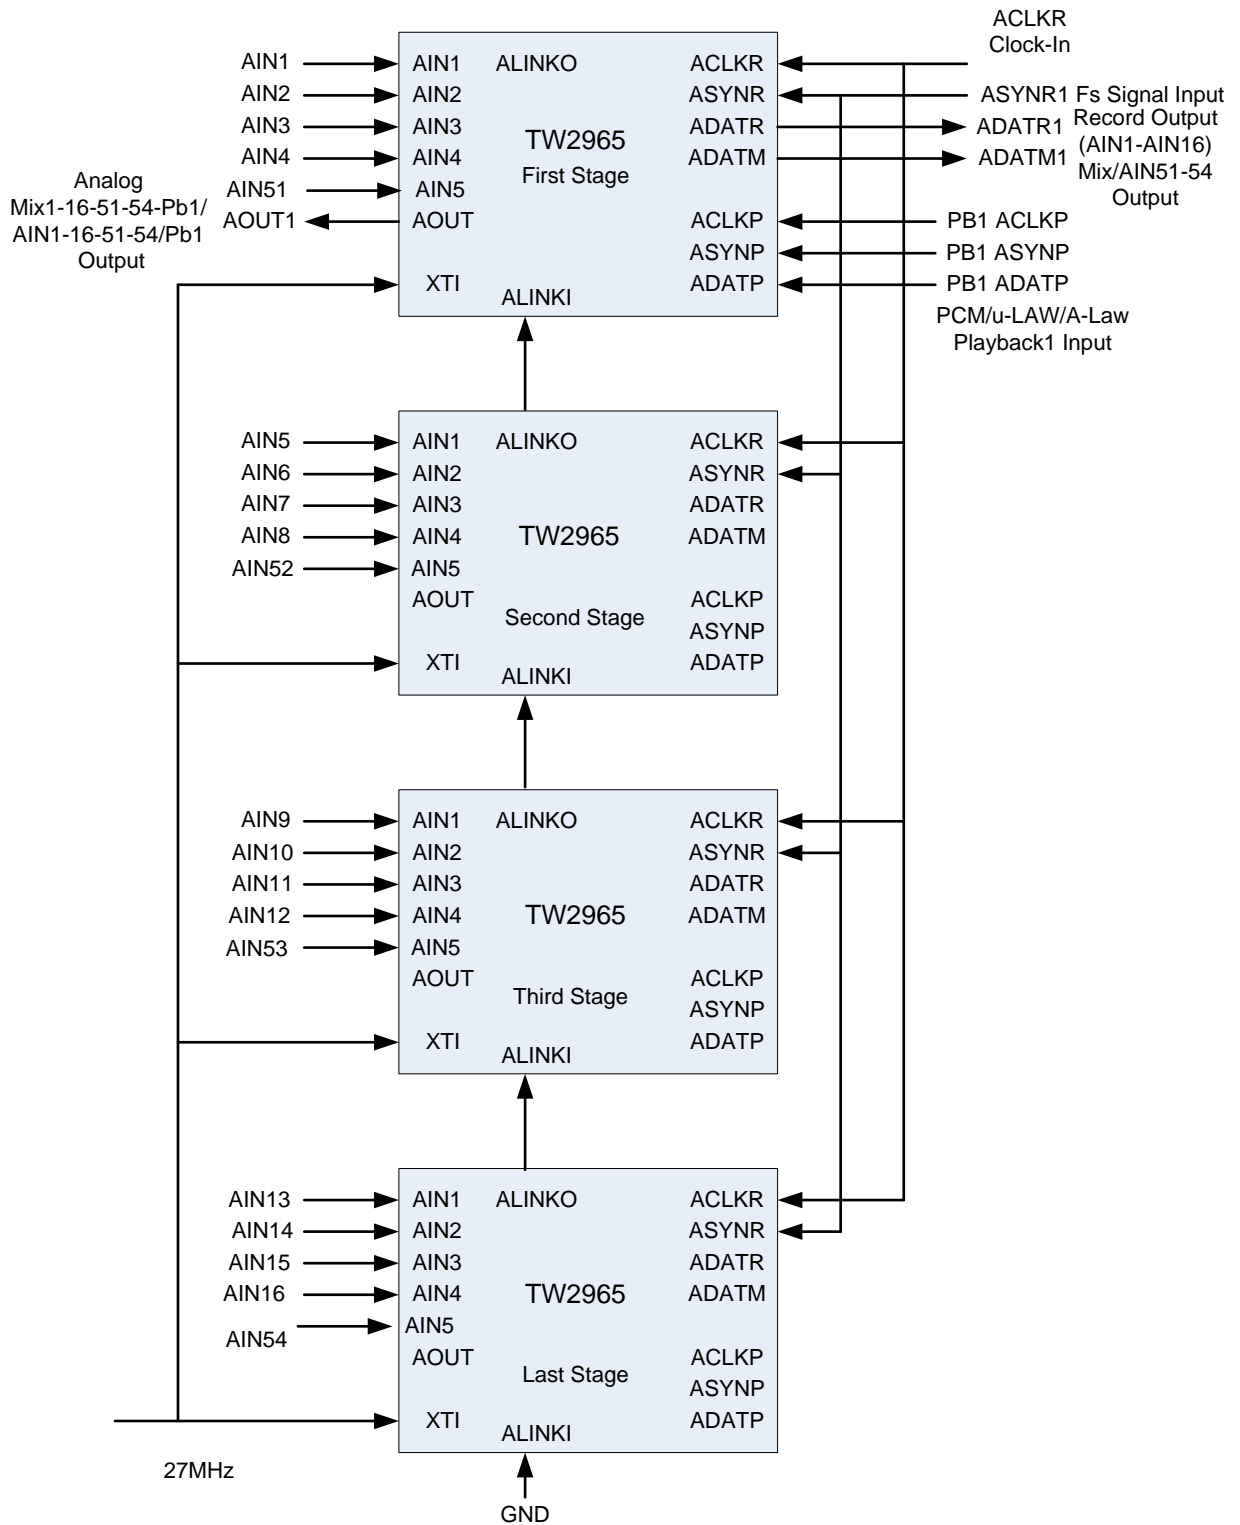 ACLKR
Clock-In
AIN1 AIN1 ALINKO ACLKR
AIN2 AIN2 ASYNR ASYNR1 Fs Signal Input
AIN3 AIN3 TW2965 ADATR ADATR1 Record Output
(AIN1-AIN16)
AIN4 AIN4 First Stage ADATM ADATM1 Mix/AIN51-54
Output
Analog
Mix1-16-51-54-Pb1/
AIN1-16-51-54/Pb1
Output
AIN51 AIN5
AOUT1 AOUT ACLKP PB1 ACLKP
ASYNP PB1 ASYNP
XTI ALINKI ADATP PB1 ADATP
PCM/u-LAW/A-Law
Playback1 Input
AIN5 AIN1 ALINKO ACLKR
AIN6 AIN2 ASYNR
AIN7 AIN3 ADATR
AIN8 AIN4 TW2965 ADATM
AIN52 AIN5
AOUT Second Stage ACLKP
ASYNP
XTI ALINKI ADATP
AIN9 AIN1 ALINKO ACLKR
AIN10 AIN2 ASYNR
AIN11 AIN3 ADATR
AIN12 AIN4 TW2965 ADATM
AIN53 AIN5
AOUT Third Stage ACLKP
ASYNP
XTI ALINKI ADATP
AIN13 AIN1 ALINKO ACLKR
AIN14 AIN2 ASYNR
AIN15 AIN3 ADATR
AIN16 AIN4 TW2965 ADATM
AIN54 AIN5
AOUT Last Stage ACLKP
ASYNP
XTI ALINKI ADATP
27MHz
GND